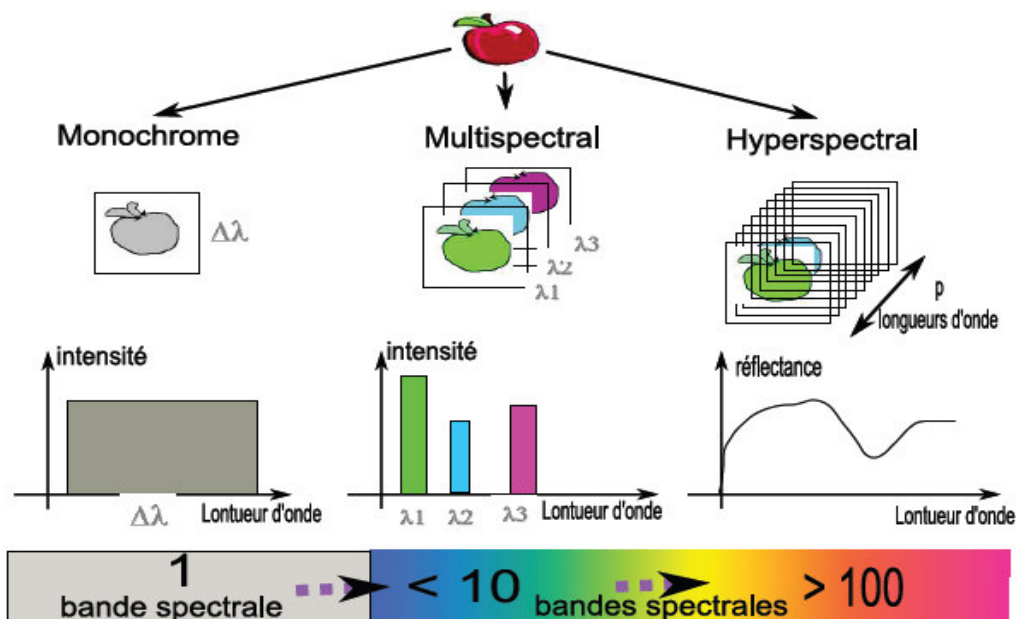 Monochrome
Multispectral
Hyperspectral
Δλ
λ3
λ2
λ1
p
longueurs d'onde
intensité
intensité
réflectance
Δλ
Lontueur d'onde
λ1
λ2
λ3
Lontueur d'onde
Lontueur d'onde
1
bande spectrale
< 10
bandes spectrales
> 100